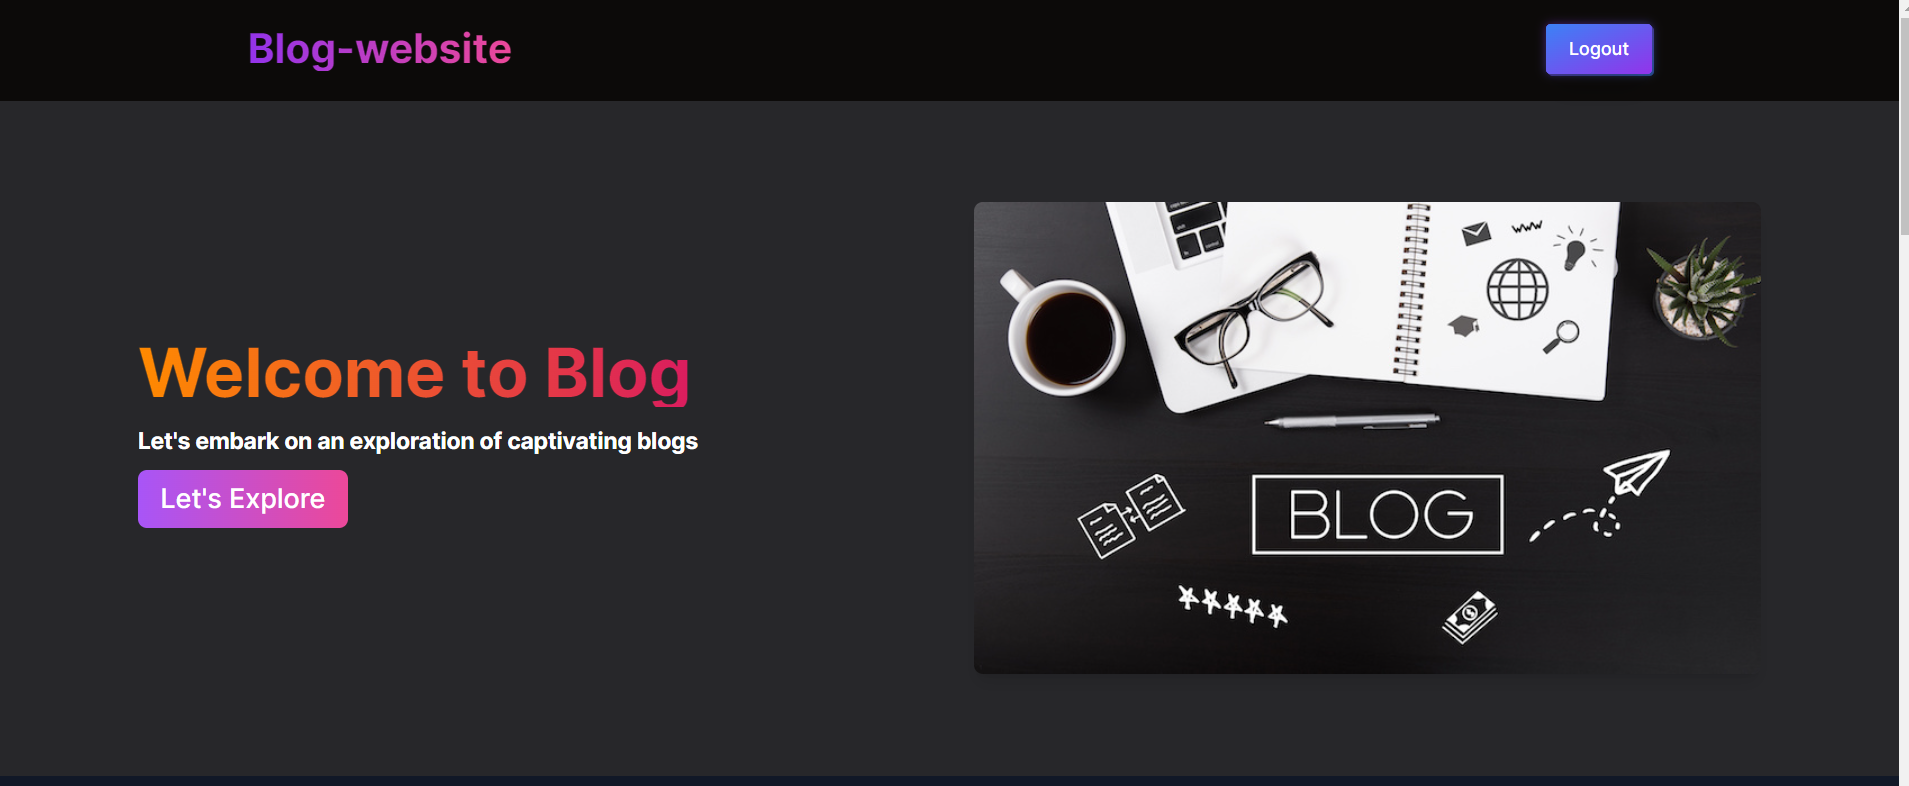 Blog-website
Logout
Welcome to Blog
Let's embark on an exploration of captivating blogs
Let's Explore
www
BLOG